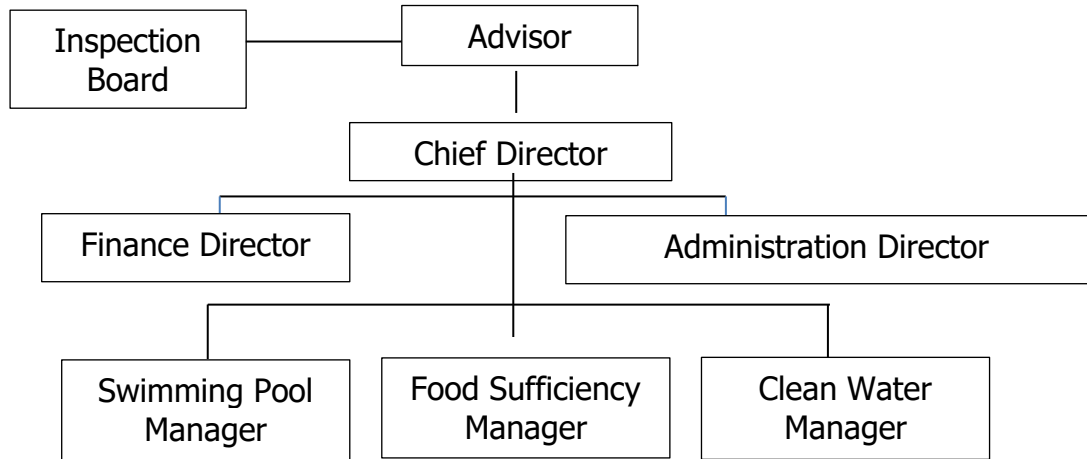 Inspection
Board
Advisor
Chief Director
Finance Director
Administration Director
Swimming Pool
Manager
Food Sufficiency
Manager
Clean Water
Manager